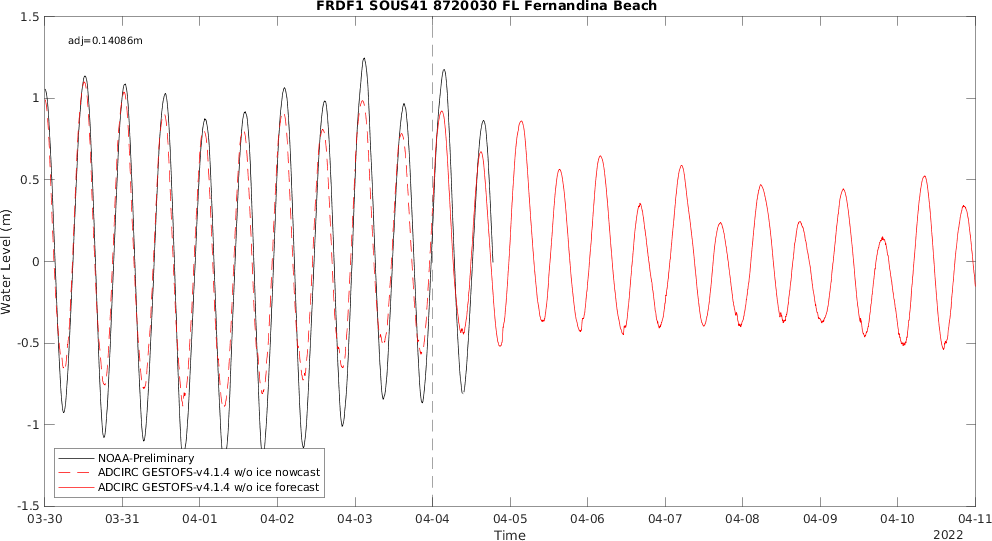 FRDF1 SOUS41 8720030 FL Fernandina Beach
1.5
adj=0.14086m
1
0.5
0
-0.5
-1
-1.5
Water Level (m)
NOAA-Preliminary
ADCIRC GESTOFS-v4.1.4 w/o ice nowcast
ADCIRC GESTOFS-v4.1.4 w/o ice forecast
03-30 03-31 04-01 04-02 04-03 04-04 04-05 04-06 04-07 04-08 04-09 04-10 04-11
Time
2022